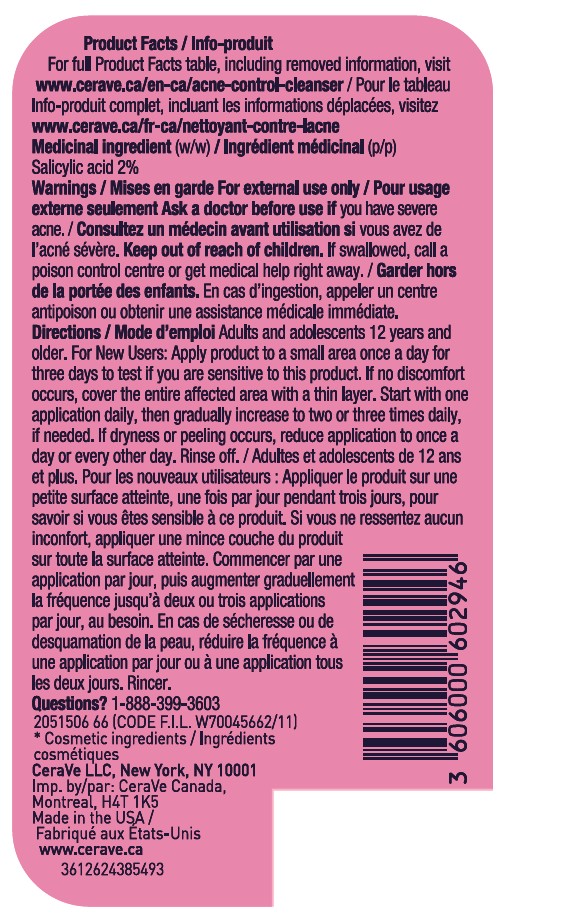 Product Facts / Info-produit
For full Product Facts table, including removed information, visit
www.cerave.ca/en-ca/acne-control-cleanser / Pour le tableau
Info-produit complet, incluant les informations déplacées, visitez
www.cerave.ca/fr-ca/nettoyant-contre-lacne
Medicinal ingredient (w/w) / Ingrédient médicinal (p/p)
Salicylic acid 2%
Warnings / Mises en garde For external use only / Pour usage
externe seulement Ask a doctor before use if you have severe
acne. / Consultez un médecin avant utilisation si vous avez de
l'acné sévère. Keep out of reach of children. If swallowed, call a
poison control centre or get medical help right away. / Garder hors
de la portée des enfants. En cas d'ingestion, appeler un centre
antipoison ou obtenir une assistance médicale immédiate.
Directions / Mode d'emploi Adults and adolescents 12 years and
older. For New Users: Apply product to a small area once a day for
three days to test if you are sensitive to this product. If no discomfort
occurs, cover the entire affected area with a thin layer. Start with one
application daily, then gradually increase to two or three times daily,
if needed. If dryness or peeling occurs, reduce application to once a
day or every other day. Rinse off. / Adultes et adolescents de 12 ans
et plus. Pour les nouveaux utilisateurs : Appliquer le produit sur une
petite surface atteinte, une fois par jour pendant trois jours, pour
savoir si vous êtes sensible à ce produit. Si vous ne ressentez aucun
inconfort, appliquer une mince couche du produit
sur toute la surface atteinte. Commencer par une
application par jour, puis augmenter graduellement
la fréquence jusqu'à deux ou trois applications
par jour, au besoin. En cas de sécheresse ou de
desquamation de la peau, réduire la fréquence à
une application par jour ou à une application tous
les deux jours. Rincer.
Questions? 1-888-399-3603
2051506 66 (CODE F.I.L. W70045662/11)
* Cosmetic ingredients / Ingrédients
cosmétiques
CeraVe LLC, New York, NY 10001
Imp. by/par: CeraVe Canada,
Montreal, H4T 1K5
Made in the USA /
Fabriqué aux États-Unis
www.cerave.ca
3612624385493
3 606000 602946